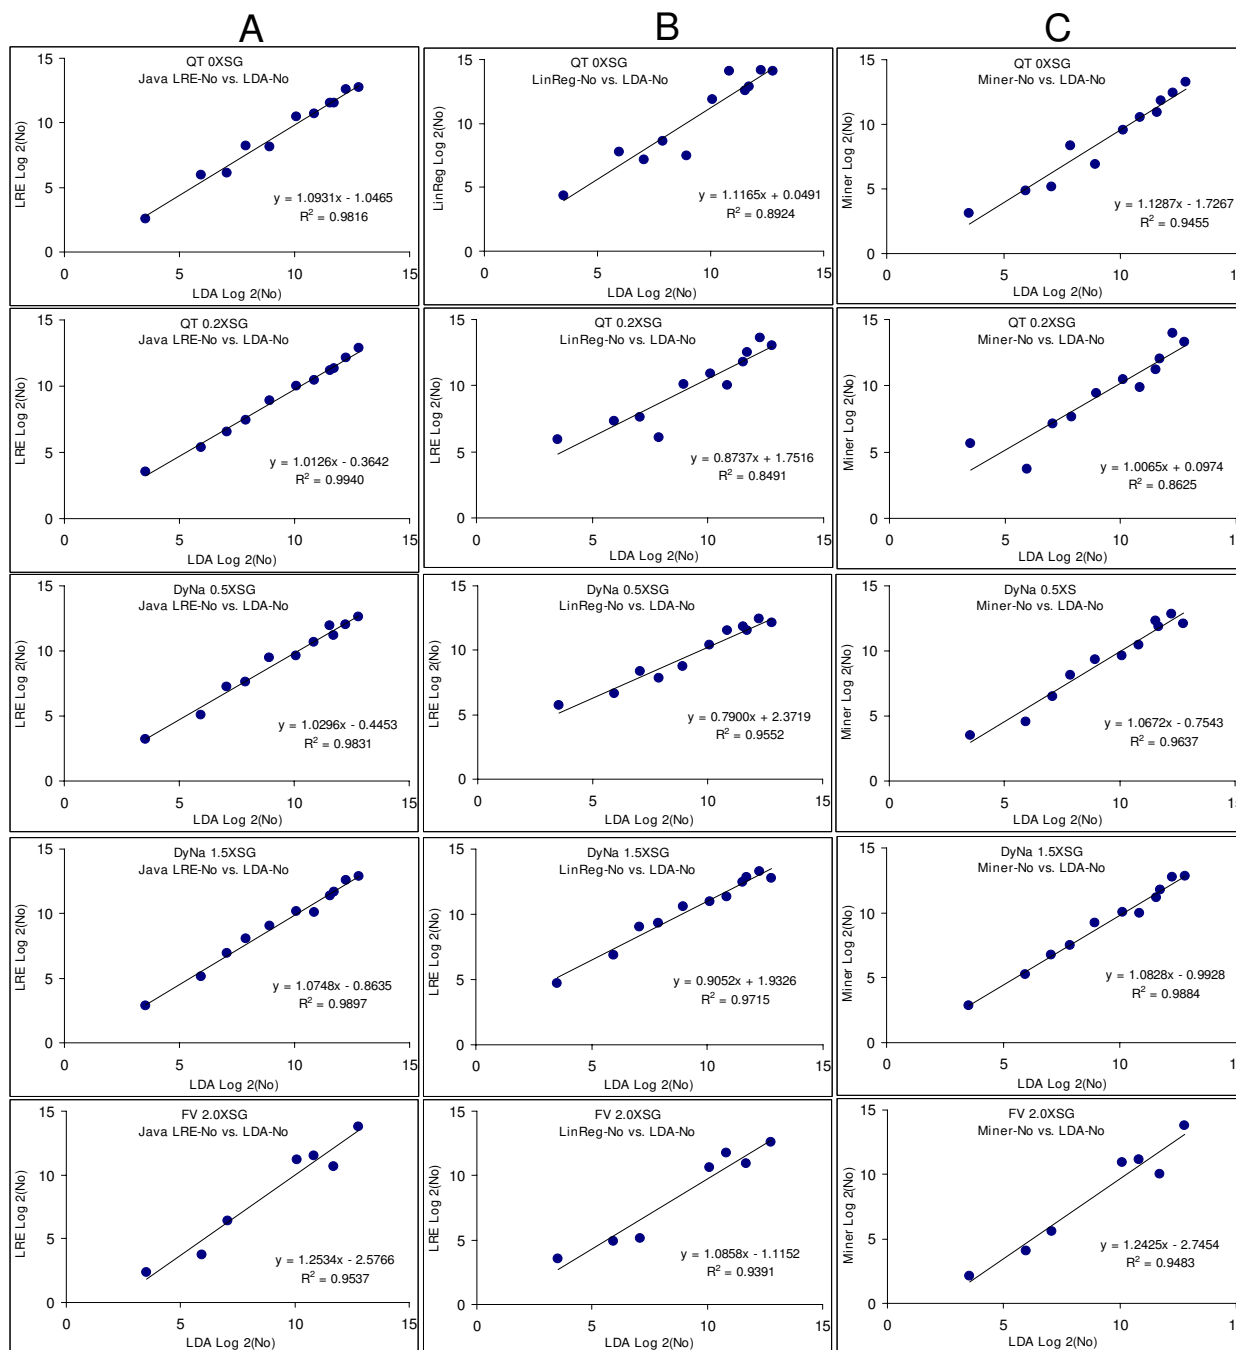 A
B
C
QT 0XSG
Java LRE-No vs. LDA-No
LRE Log 2(No)
15
10
5
0
y = 1.0931x - 1.0465
R² = 0.9816
0 5 10 15
LDA Log 2(No)
QT 0XSG
LinReg-No vs. LDA-No
LinReg Log 2(No)
15
10
5
0
y = 1.1165x + 0.0491
R² = 0.8924
0 5 10 15
LDA Log 2(No)
QT 0XSG
Miner-No vs. LDA-No
Miner Log 2(No)
15
10
5
0
y = 1.1287x - 1.7267
R² = 0.9455
0 5 10 15
LDA Log 2(No)
QT 0.2XSG
Java LRE-No vs. LDA-No
LRE Log 2(No)
15
10
5
0
y = 1.0126x - 0.3642
R² = 0.9940
0 5 10 15
LDA Log 2(No)
QT 0.2XSG
LinReg-No vs. LDA-No
LRE Log 2(No)
15
10
5
0
y = 0.8737x + 1.7516
R² = 0.8491
0 5 10 15
LDA Log 2(No)
QT 0.2XSG
Miner-No vs. LDA-No
Miner Log 2(No)
15
10
5
0
y = 1.0065x + 0.0974
R² = 0.8625
0 5 10
LDA Log 2(No)
DyNa 0.5XSG
Java LRE-No vs. LDA-No
LRE Log 2(No)
15
10
5
0
y = 1.0296x - 0.4453
R² = 0.9831
0 5 10 15
LDA Log 2(No)
DyNa 0.5XSG
LinReg-No vs. LDA-No
LRE Log 2(No)
15
10
5
0
y = 0.7900x + 2.3719
R² = 0.9552
0 5 10 15
LDA Log 2(No)
DyNa 0.5XS
Miner-No vs. LDA-No
Miner Log 2(No)
15
10
5
0
y = 1.0672x - 0.7543
R² = 0.9637
0 5 10 15
LDA Log 2(No)
DyNa 1.5XSG
Java LRE-No vs. LDA-No
LRE Log 2(No)
15
10
5
0
y = 1.0748x - 0.8635
R² = 0.9897
0 5 10 15
LDA Log 2(No)
DyNa 1.5XSG
LinReg-No vs. LDA-No
LRE Log 2(No)
15
10
5
0
y = 0.9052x + 1.9326
R² = 0.9715
0 5 10 15
LDA Log 2(No)
DyNa 1.5XSG
Miner-No vs. LDA-No
Miner Log 2(No)
15
10
5
0
y = 1.0828x - 0.9928
R² = 0.9884
0 5 10 15
LDA Log 2(No)
FV 2.0XSG
Java LRE-No vs. LDA-No
LRE Log 2(No)
15
10
5
0
y = 1.2534x - 2.5766
R² = 0.9537
0 5 10 15
LDA Log 2(No)
FV 2.0XSG
LinReg-No vs. LDA-No
LRE Log 2(No)
15
10
5
0
y = 1.0858x - 1.1152
R² = 0.9391
0 5 10 15
LDA Log 2(No)
FV 2.0XSG
Miner-No vs. LDA-No
Miner Log 2(No)
15
10
5
0
y = 1.2425x - 2.7454
R² = 0.9483
0 5 10 15
LDA Log 2(No)